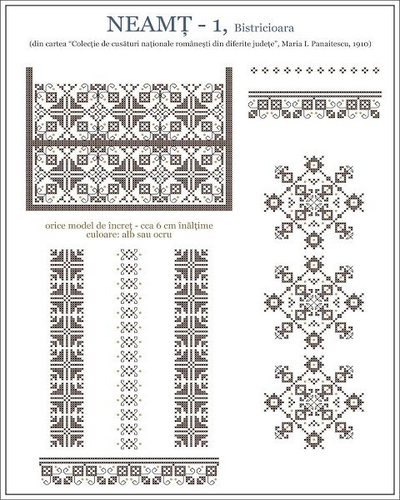 NEAMȚ - 1, Bistricioara
(din cartea "Colecție de cusături naționale românești din diferite județe", Maria I. Panaitescu, 1910)
orice model de încreț - cca 6 cm înălțime
culoare: alb sau ocru